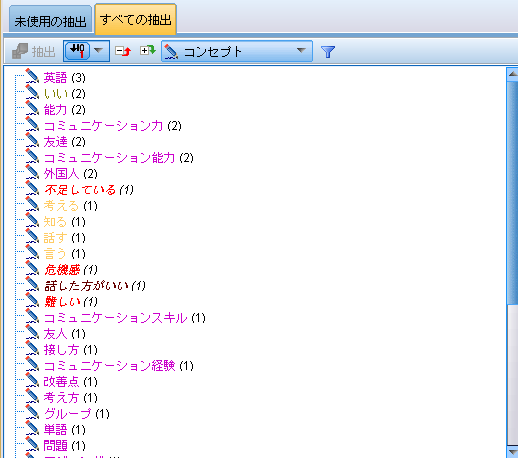 未使用の抽出 すべての抽出
抽出 コンセプト
英語 (3)
いい (2)
能力 (2)
コミュニケーション力 (2)
友達 (2)
コミュニケーション能力 (2)
外国人 (2)
不足している (1)
考える (1)
知る (1)
話す (1)
言う (1)
危機感 (1)
話した方がいい (1)
難しい (1)
コミュニケーションスキル (1)
友人 (1)
接し方 (1)
コミュニケーション経験 (1)
改善点 (1)
考え方 (1)
グループ (1)
単語 (1)
問題 (1)